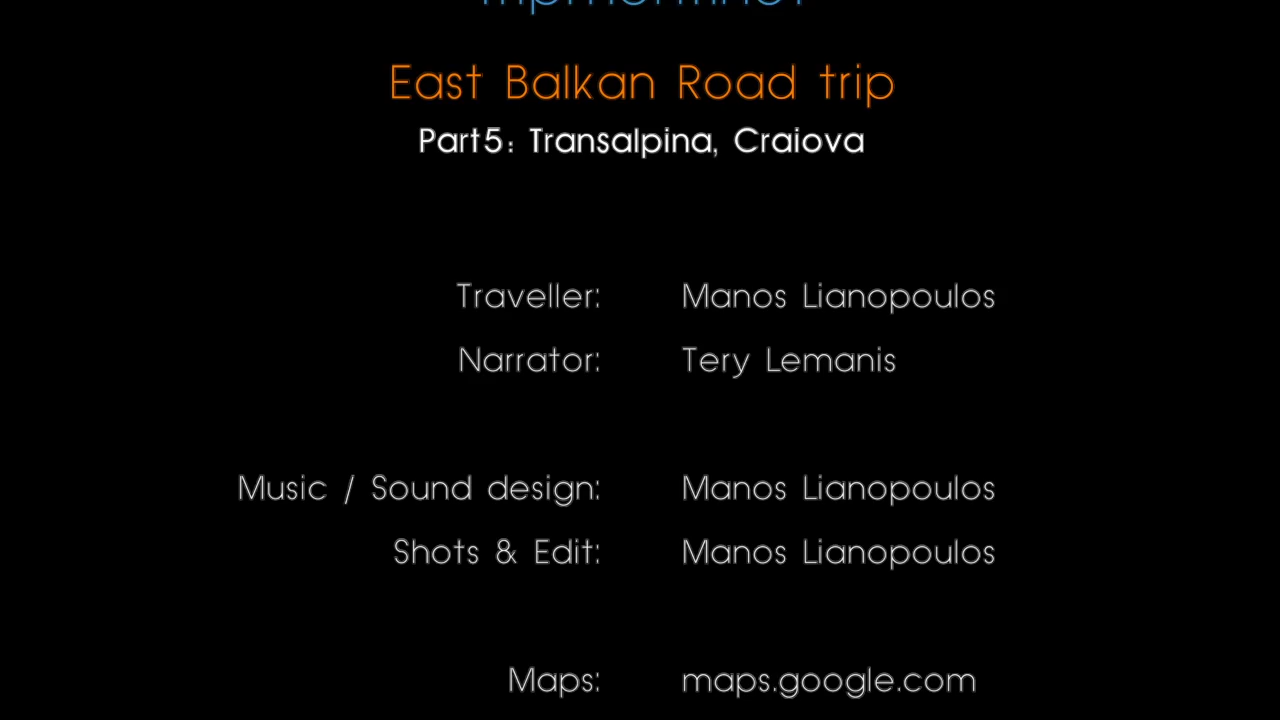 East Balkan Road trip
Part5: Transalpina, Craiova
Traveller: Manos Lianopoulos
Narrator: Tery Lemanis
Music / Sound design: Manos Lianopoulos
Shots & Edit: Manos Lianopoulos
Maps: maps.google.com